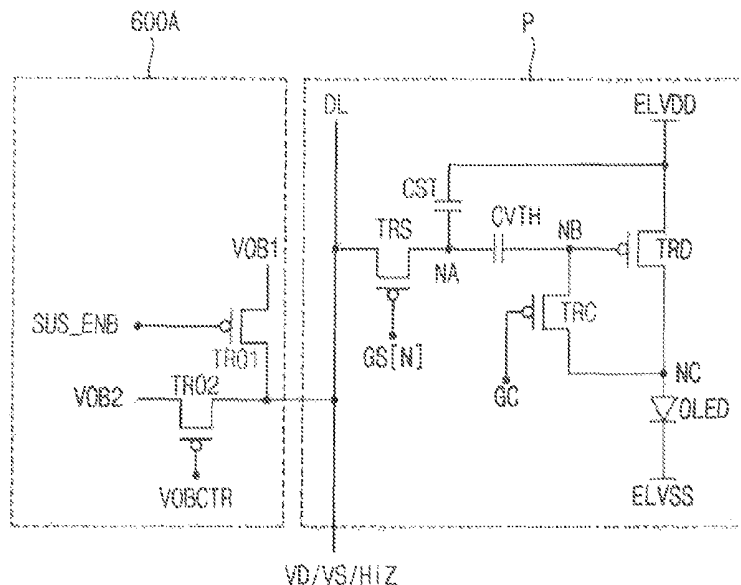 600A
P
DL
ELVDD
CST
CVTH
NB
TRS
TRD
NA
VOB1
TRC
SUS_ENB
TRO1
GS[N]
NC
TRO2
GC
OLED
VOB2
VOBCTR
ELVSS
VD/VS/HiZ